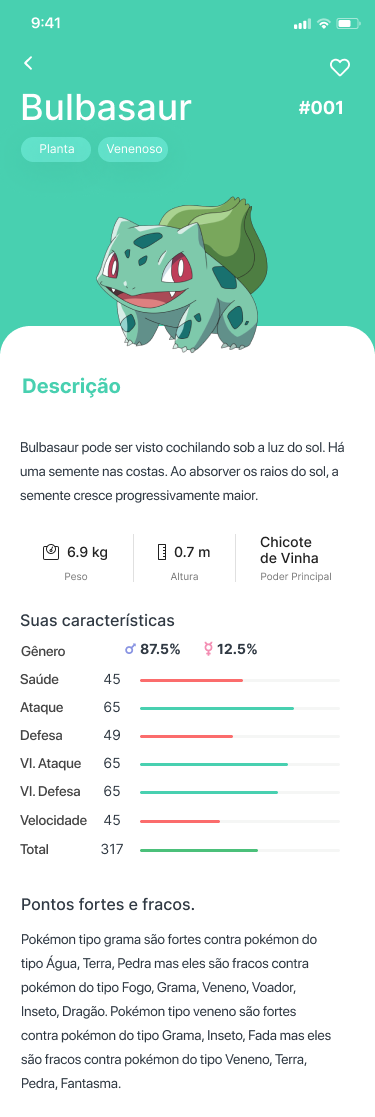 9:41
Bulbasaur
#001
Planta Venenoso
Descrição
Bulbasaur pode ser visto cochilando sob a luz do sol. Há
uma semente nas costas. Ao absorver os raios do sol, a
semente cresce progressivamente maior.
6.9 kg
Peso
0.7 m
Altura
Chicote
de Vinha
Poder Principal
Suas características
Gênero 87.5% 12.5%
Saúde 45
Ataque 65
Defesa 49
Vl. Ataque 65
Vl. Defesa 65
Velocidade 45
Total 317
Pontos fortes e fracos.
Pokémon tipo grama são fortes contra pokémon do
tipo Água, Terra, Pedra mas eles são fracos contra
pokémon do tipo Fogo, Grama, Veneno, Voador,
Inseto, Dragão. Pokémon tipo veneno são fortes
contra pokémon do tipo Grama, Inseto, Fada mas eles
são fracos contra pokémon do tipo Veneno, Terra,
Pedra, Fantasma.